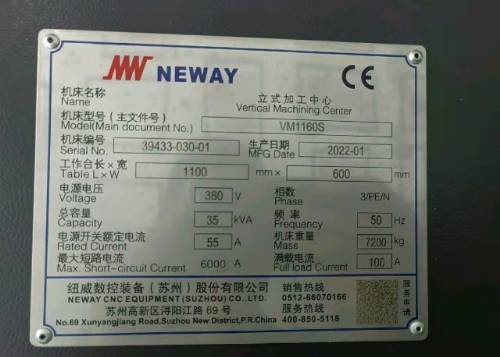 NEWAY CE
机床名称 立式加工中心
Name Vertical Machining Center
机床型号(主文件号)
Model(Main document No.) VM1160S
机床编号 生产日期
Serial No. 39433-030-01 MFG Date 2022-01
工作台长×宽
Table L×W 1100 mm× 600 mm
电源电压 相数
Voltage 380 V Phase 3/PE/N
总容量 频率
Capacity 35 kVA Frequency 50 Hz
电源开关额定电流 机床重量
Rated Current 55 A Mass 7200 kg
最大短路电流 满载电流
Max. Short-circuit Current 6000 A Full load Current 100 A
纽威数控装备(苏州)股份有限公司 销售热线
NEWAY CNC EQUIPMENT (SUZHOU) CO.,LTD. 0512-66070166
苏州高新区浔阳江路 69 号 服务热线
No.69 Xunyangjiang Road,Suzhou New District,P.R.China 400-850-5116
服务申请